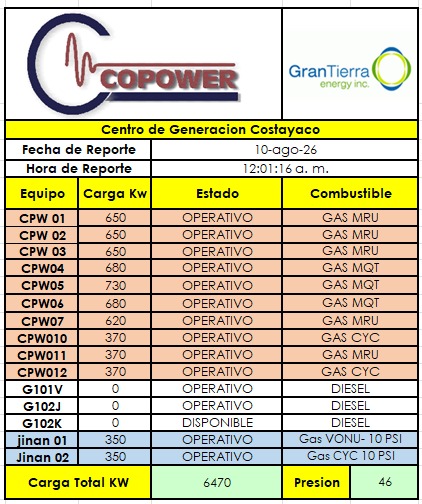 COPOWER
GranTierra
energy inc.
Centro de Generacion Costayaco
Fecha de Reporte 10-ago-26
Hora de Reporte 12:01:16 a. m.
Equipo Carga Kw Estado Combustible
CPW 01 650 OPERATIVO GAS MRU
CPW 02 650 OPERATIVO GAS MRU
CPW 03 650 OPERATIVO GAS MRU
CPW04 680 OPERATIVO GAS MQT
CPW05 730 OPERATIVO GAS MQT
CPW06 680 OPERATIVO GAS MQT
CPW07 620 OPERATIVO GAS MRU
CPW010 370 OPERATIVO GAS CYC
CPW011 370 OPERATIVO GAS MRU
CPW012 370 OPERATIVO GAS CYC
G101V 0 OPERATIVO DIESEL
G102J 0 OPERATIVO DIESEL
G102K 0 DISPONIBLE DIESEL
jinan 01 350 OPERATIVO Gas VONU- 10 PSI
Jinan 02 350 OPERATIVO Gas CYC 10 PSI
Carga Total KW 6470 Presion 46